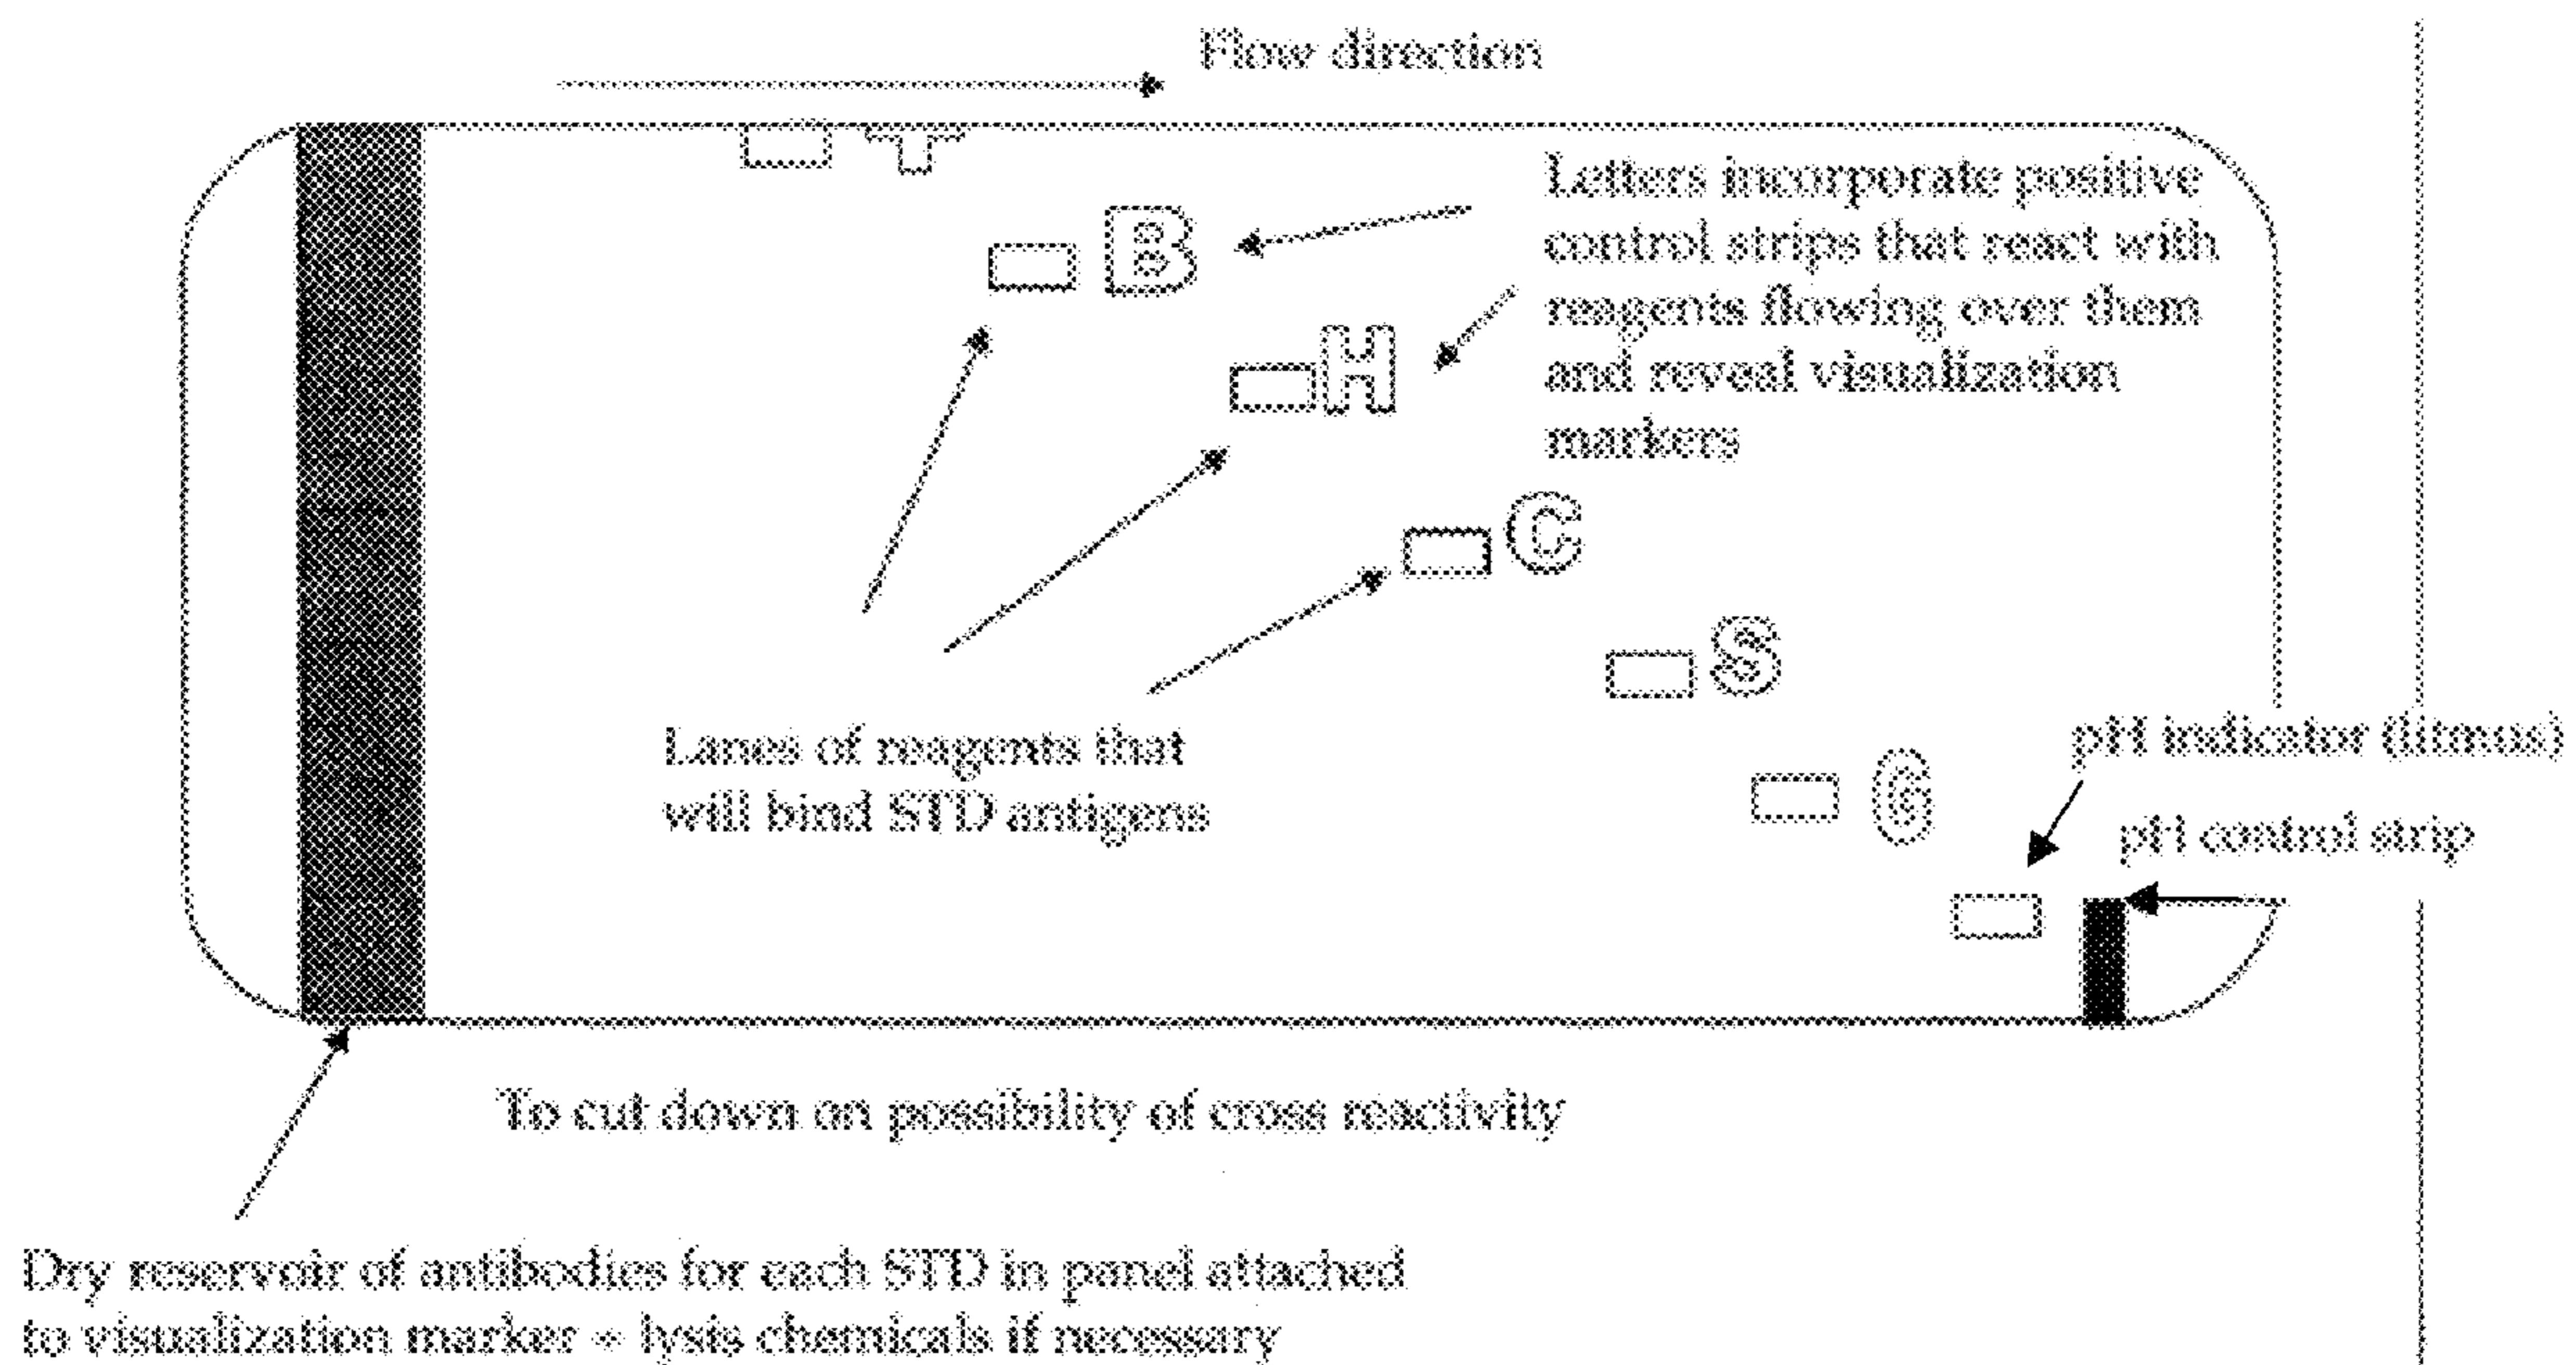 Flow direction
T
B
Letters incorporate positive
control strips that react with
reagents flowing over them
and reveal visualization
markers
H
C
S
Lanes of reagents that
will bind STD antigens
G
pH indicator (litmus)
pH control strip
To cut down on possibility of cross reactivity
Dry reservoir of antibodies for each STD in panel attached
to visualization marker + lysis chemicals if necessary